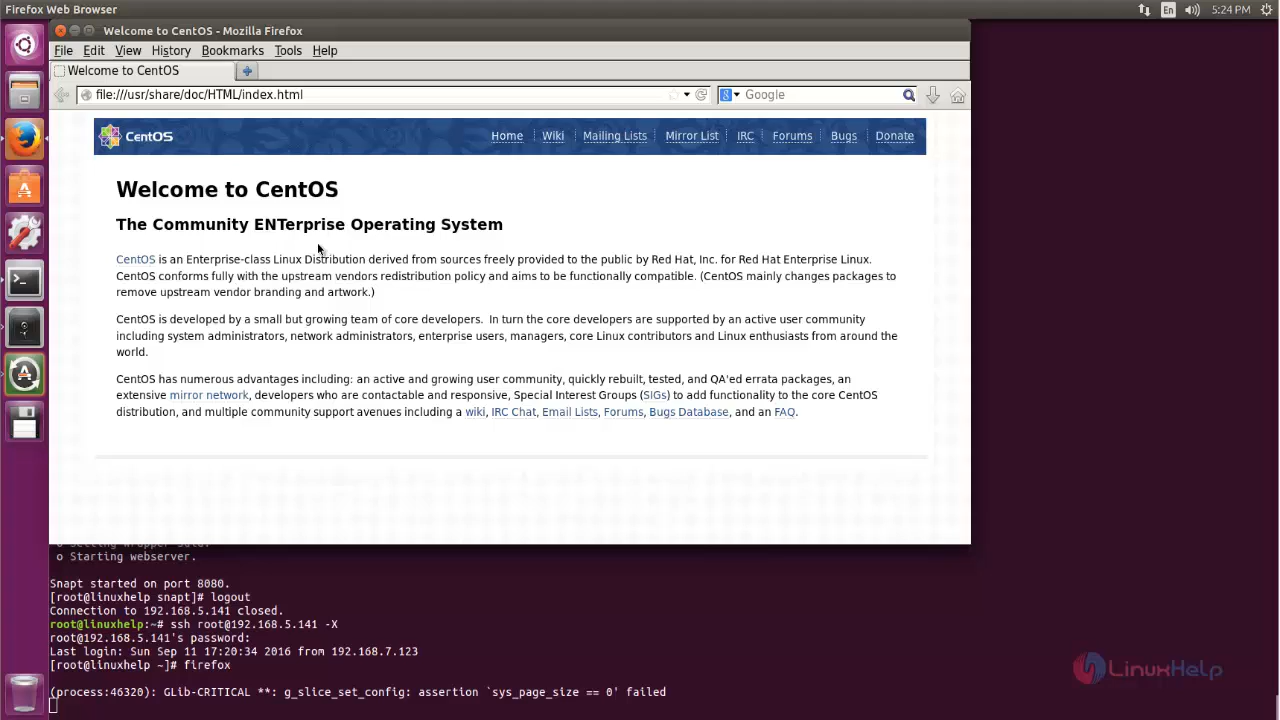 Firefox Web Browser
En
5:24 PM
Welcome to CentOS - Mozilla Firefox
File Edit View History Bookmarks Tools Help
Welcome to CentOS
file:///usr/share/doc/HTML/index.html
Google
CentOS
Home Wiki Mailing Lists Mirror List IRC Forums Bugs Donate
Welcome to CentOS
The Community ENTerprise Operating System
CentOS is an Enterprise-class Linux Distribution derived from sources freely provided to the public by Red Hat, Inc. for Red Hat Enterprise Linux.
CentOS conforms fully with the upstream vendors redistribution policy and aims to be functionally compatible. (CentOS mainly changes packages to
remove upstream vendor branding and artwork.)
CentOS is developed by a small but growing team of core developers.  In turn the core developers are supported by an active user community
including system administrators, network administrators, enterprise users, managers, core Linux contributors and Linux enthusiasts from around the
world.
CentOS has numerous advantages including: an active and growing user community, quickly rebuilt, tested, and QA'ed errata packages, an
extensive mirror network, developers who are contactable and responsive, Special Interest Groups (SIGs) to add functionality to the core CentOS
distribution, and multiple community support avenues including a wiki, IRC Chat, Email Lists, Forums, Bugs Database, and an FAQ.
o Starting webserver.
Snapt started on port 8080.
[root@linuxhelp snapt]# logout
Connection to 192.168.5.141 closed.
root@linuxhelp:~# ssh root@192.168.5.141 -X
root@192.168.5.141's password:
Last login: Sun Sep 11 17:20:34 2016 from 192.168.7.123
[root@linuxhelp ~]# firefox
(process:46320): GLib-CRITICAL **: g_slice_set_config: assertion `sys_page_size == 0' failed
LinuxHelp